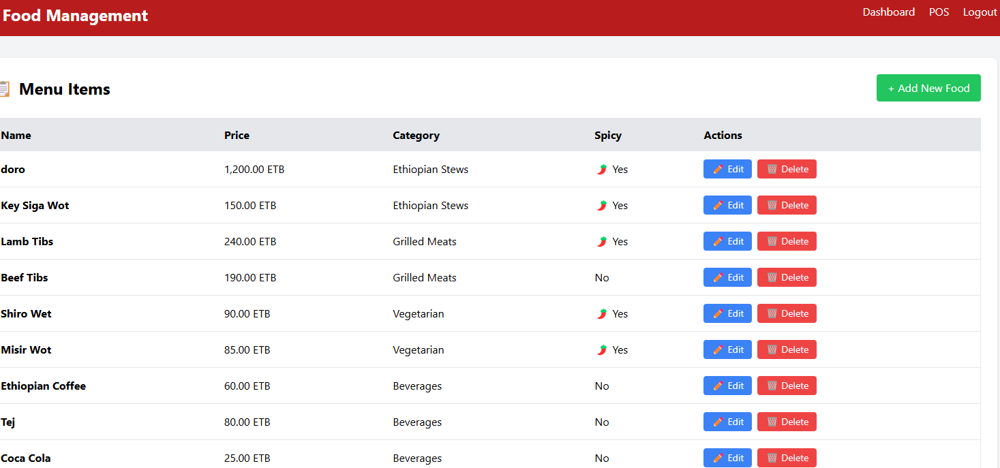 Food Management Dashboard POS Logout
📋 Menu Items + Add New Food
Name Price Category Spicy Actions
doro 1,200.00 ETB Ethiopian Stews 🌶️ Yes ✏️ Edit 🗑️ Delete
Key Siga Wot 150.00 ETB Ethiopian Stews 🌶️ Yes ✏️ Edit 🗑️ Delete
Lamb Tibs 240.00 ETB Grilled Meats 🌶️ Yes ✏️ Edit 🗑️ Delete
Beef Tibs 190.00 ETB Grilled Meats No ✏️ Edit 🗑️ Delete
Shiro Wet 90.00 ETB Vegetarian 🌶️ Yes ✏️ Edit 🗑️ Delete
Misir Wot 85.00 ETB Vegetarian 🌶️ Yes ✏️ Edit 🗑️ Delete
Ethiopian Coffee 60.00 ETB Beverages No ✏️ Edit 🗑️ Delete
Tej 80.00 ETB Beverages No ✏️ Edit 🗑️ Delete
Coca Cola 25.00 ETB Beverages No ✏️ Edit 🗑️ Delete